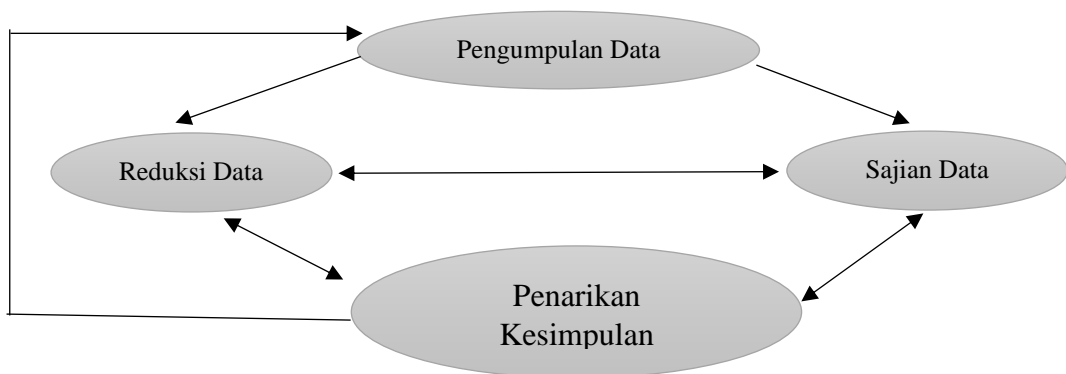 Pengumpulan Data
Reduksi Data
Sajian Data
Penarikan
Kesimpulan